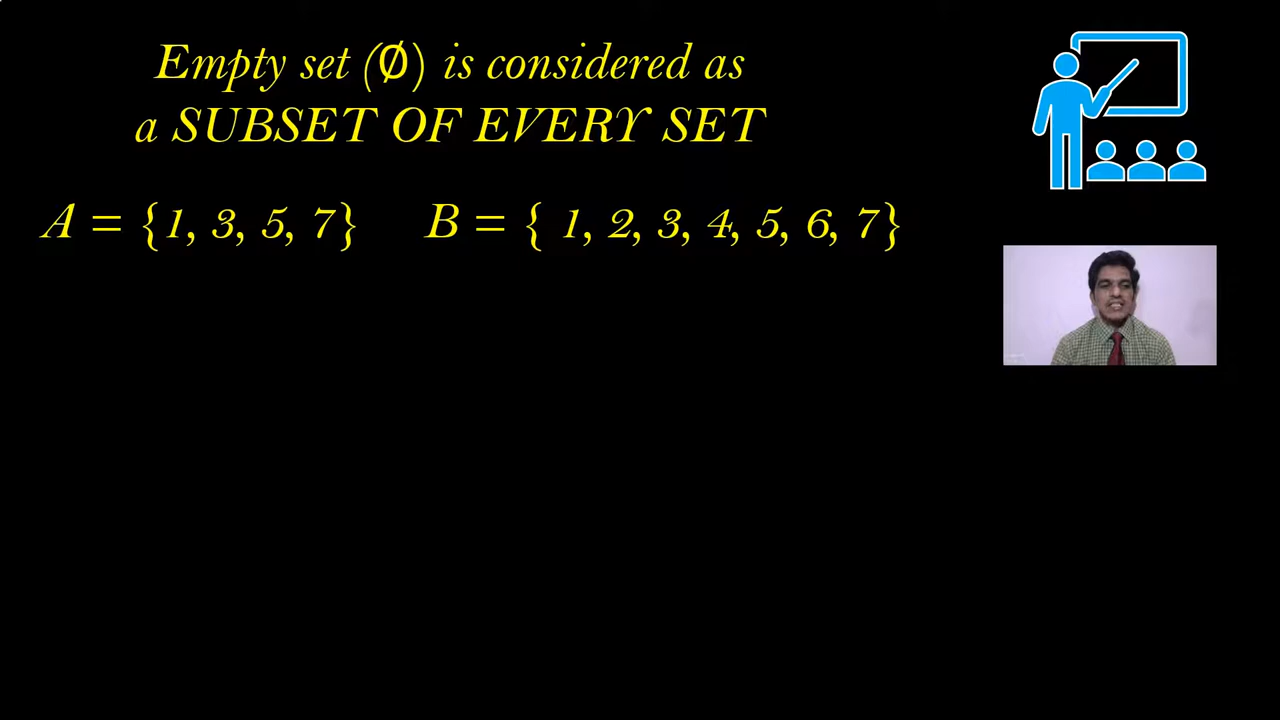 Empty set (∅) is considered as
a SUBSET OF EVERY SET
A = {1, 3, 5, 7} B = { 1, 2, 3, 4, 5, 6, 7}